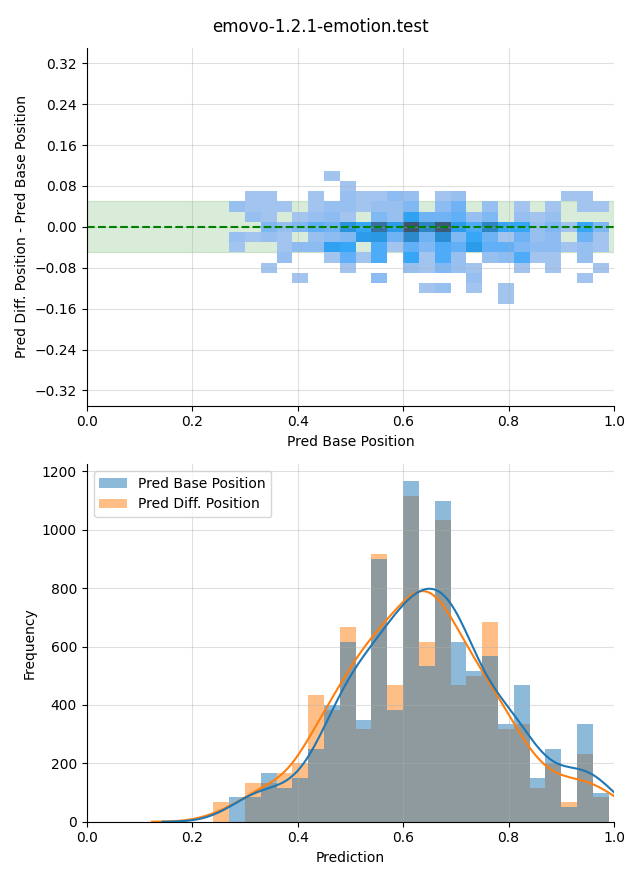 emovo-1.2.1-emotion.test
Pred Diff. Position - Pred Base Position
0.32
0.24
0.16
0.08
0.00
−0.08
−0.16
−0.24
−0.32
0.0 0.2 0.4 0.6 0.8 1.0
Pred Base Position
Pred Base Position
Pred Diff. Position
Frequency
1200
1000
800
600
400
200
0
0.0 0.2 0.4 0.6 0.8 1.0
Prediction